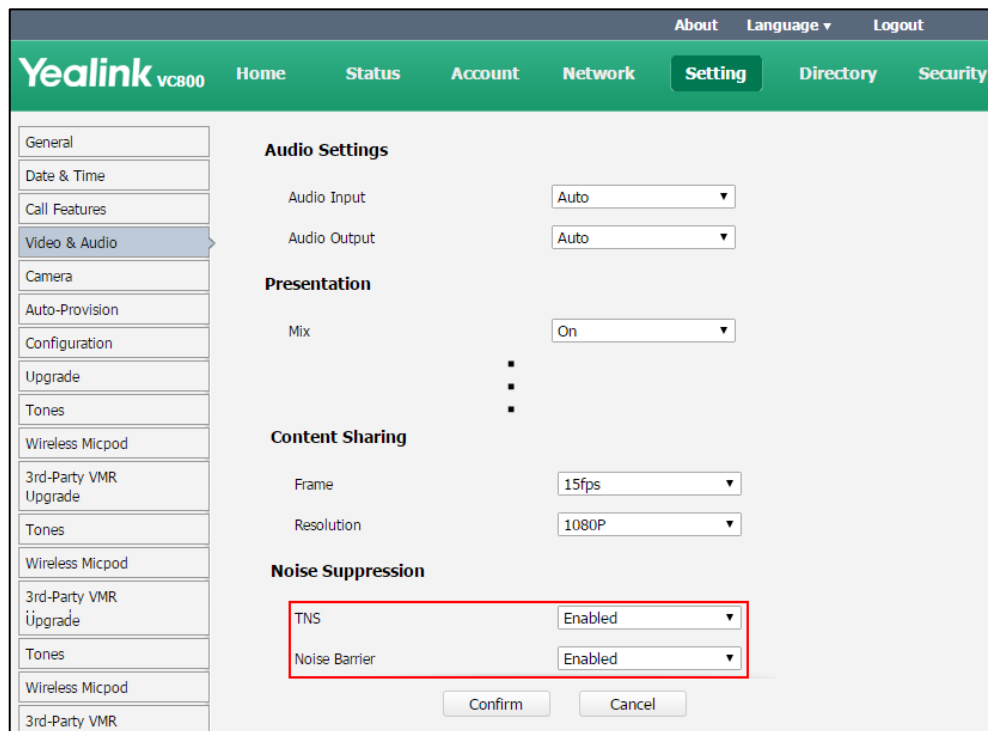 About Language ▾ Logout
Yealink VC800 Home Status Account Network Setting Directory Security
General
Date & Time
Call Features
Video & Audio
Camera
Auto-Provision
Configuration
Upgrade
Tones
Wireless Micpod
3rd-Party VMR
Upgrade
Tones
Wireless Micpod
3rd-Party VMR
Upgrade
Tones
Wireless Micpod
3rd-Party VMR
Audio Settings
Audio Input Auto
Audio Output Auto
Presentation
Mix On
Content Sharing
Frame 15fps
Resolution 1080P
Noise Suppression
TNS Enabled
Noise Barrier Enabled
Confirm Cancel